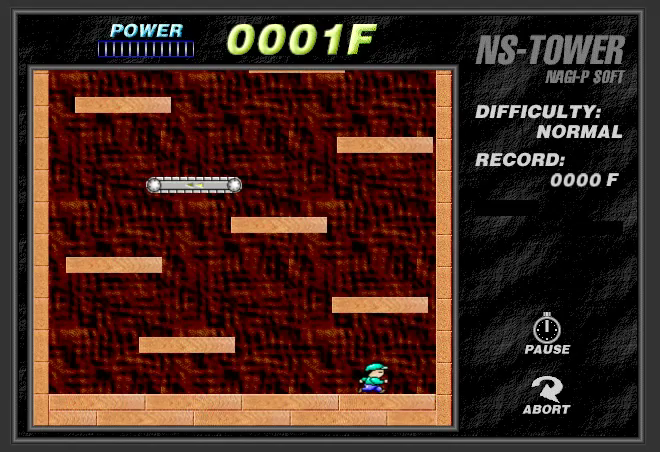 POWER
0001F
NS-TOWER
NAGI-P SOFT
DIFFICULTY:
NORMAL
RECORD:
0000 F
PAUSE
ABORT